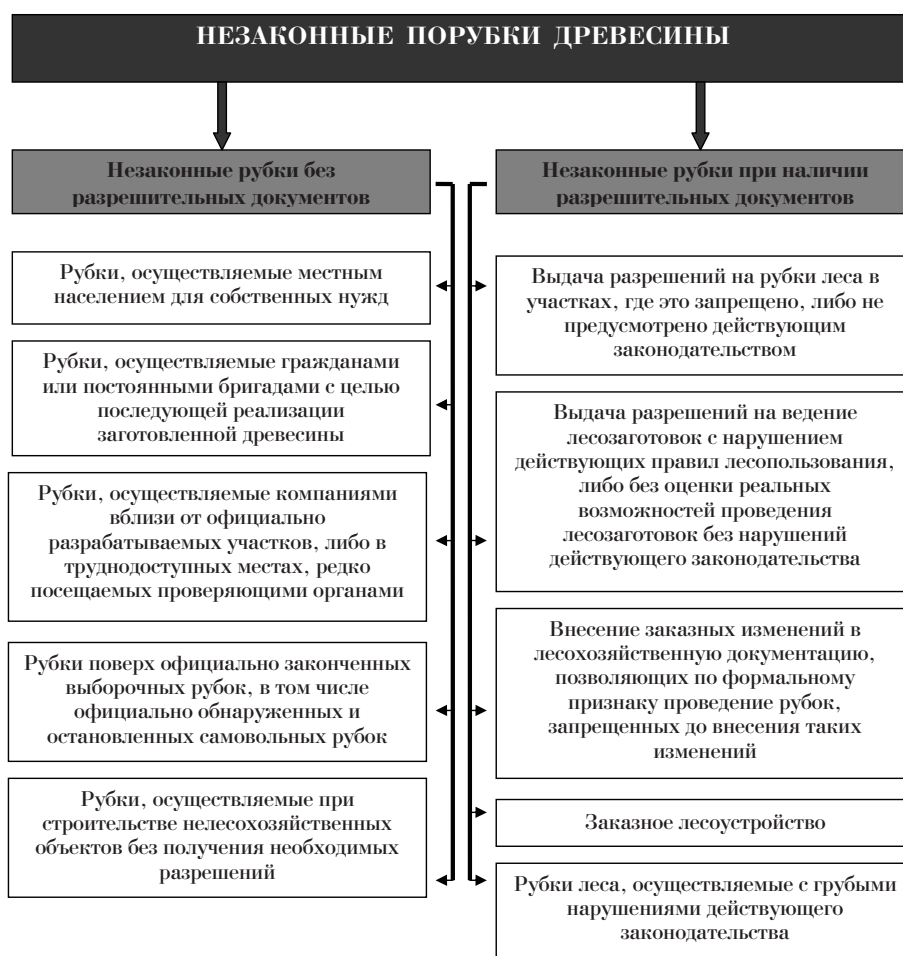 НЕЗАКОННЫЕ ПОРУБКИ ДРЕВЕСИНЫ
Незаконные рубки без
разрешительных документов
Рубки, осуществляемые местным
населением для собственных нужд
Рубки, осуществляемые гражданами
или постоянными бригадами с целью
последующей реализации
заготовленной древесины
Рубки, осуществляемые компаниями
вблизи от официально
разрабатываемых участков, либо в
труднодоступных местах, редко
посещаемых проверяющими органами
Рубки поверх официально законченных
выборочных рубок, в том числе
официально обнаруженных и
остановленных самовольных рубок
Рубки, осуществляемые при
строительстве нелесохозяйственных
объектов без получения необходимых
разрешений
Незаконные рубки при наличии
разрешительных документов
Выдача разрешений на рубки леса в
участках, где это запрещено, либо не
предусмотрено действующим
законодательством
Выдача разрешений на ведение
лесозаготовок с нарушением
действующих правил лесопользования,
либо без оценки реальных
возможностей проведения
лесозаготовок без нарушений
действующего законодательства
Внесение заказных изменений в
лесохозяйственную документацию,
позволяющих по формальному
признаку проведение рубок,
запрещенных до внесения таких
изменений
Заказное лесоустройство
Рубки леса, осуществляемые с грубыми
нарушениями действующего
законодательства